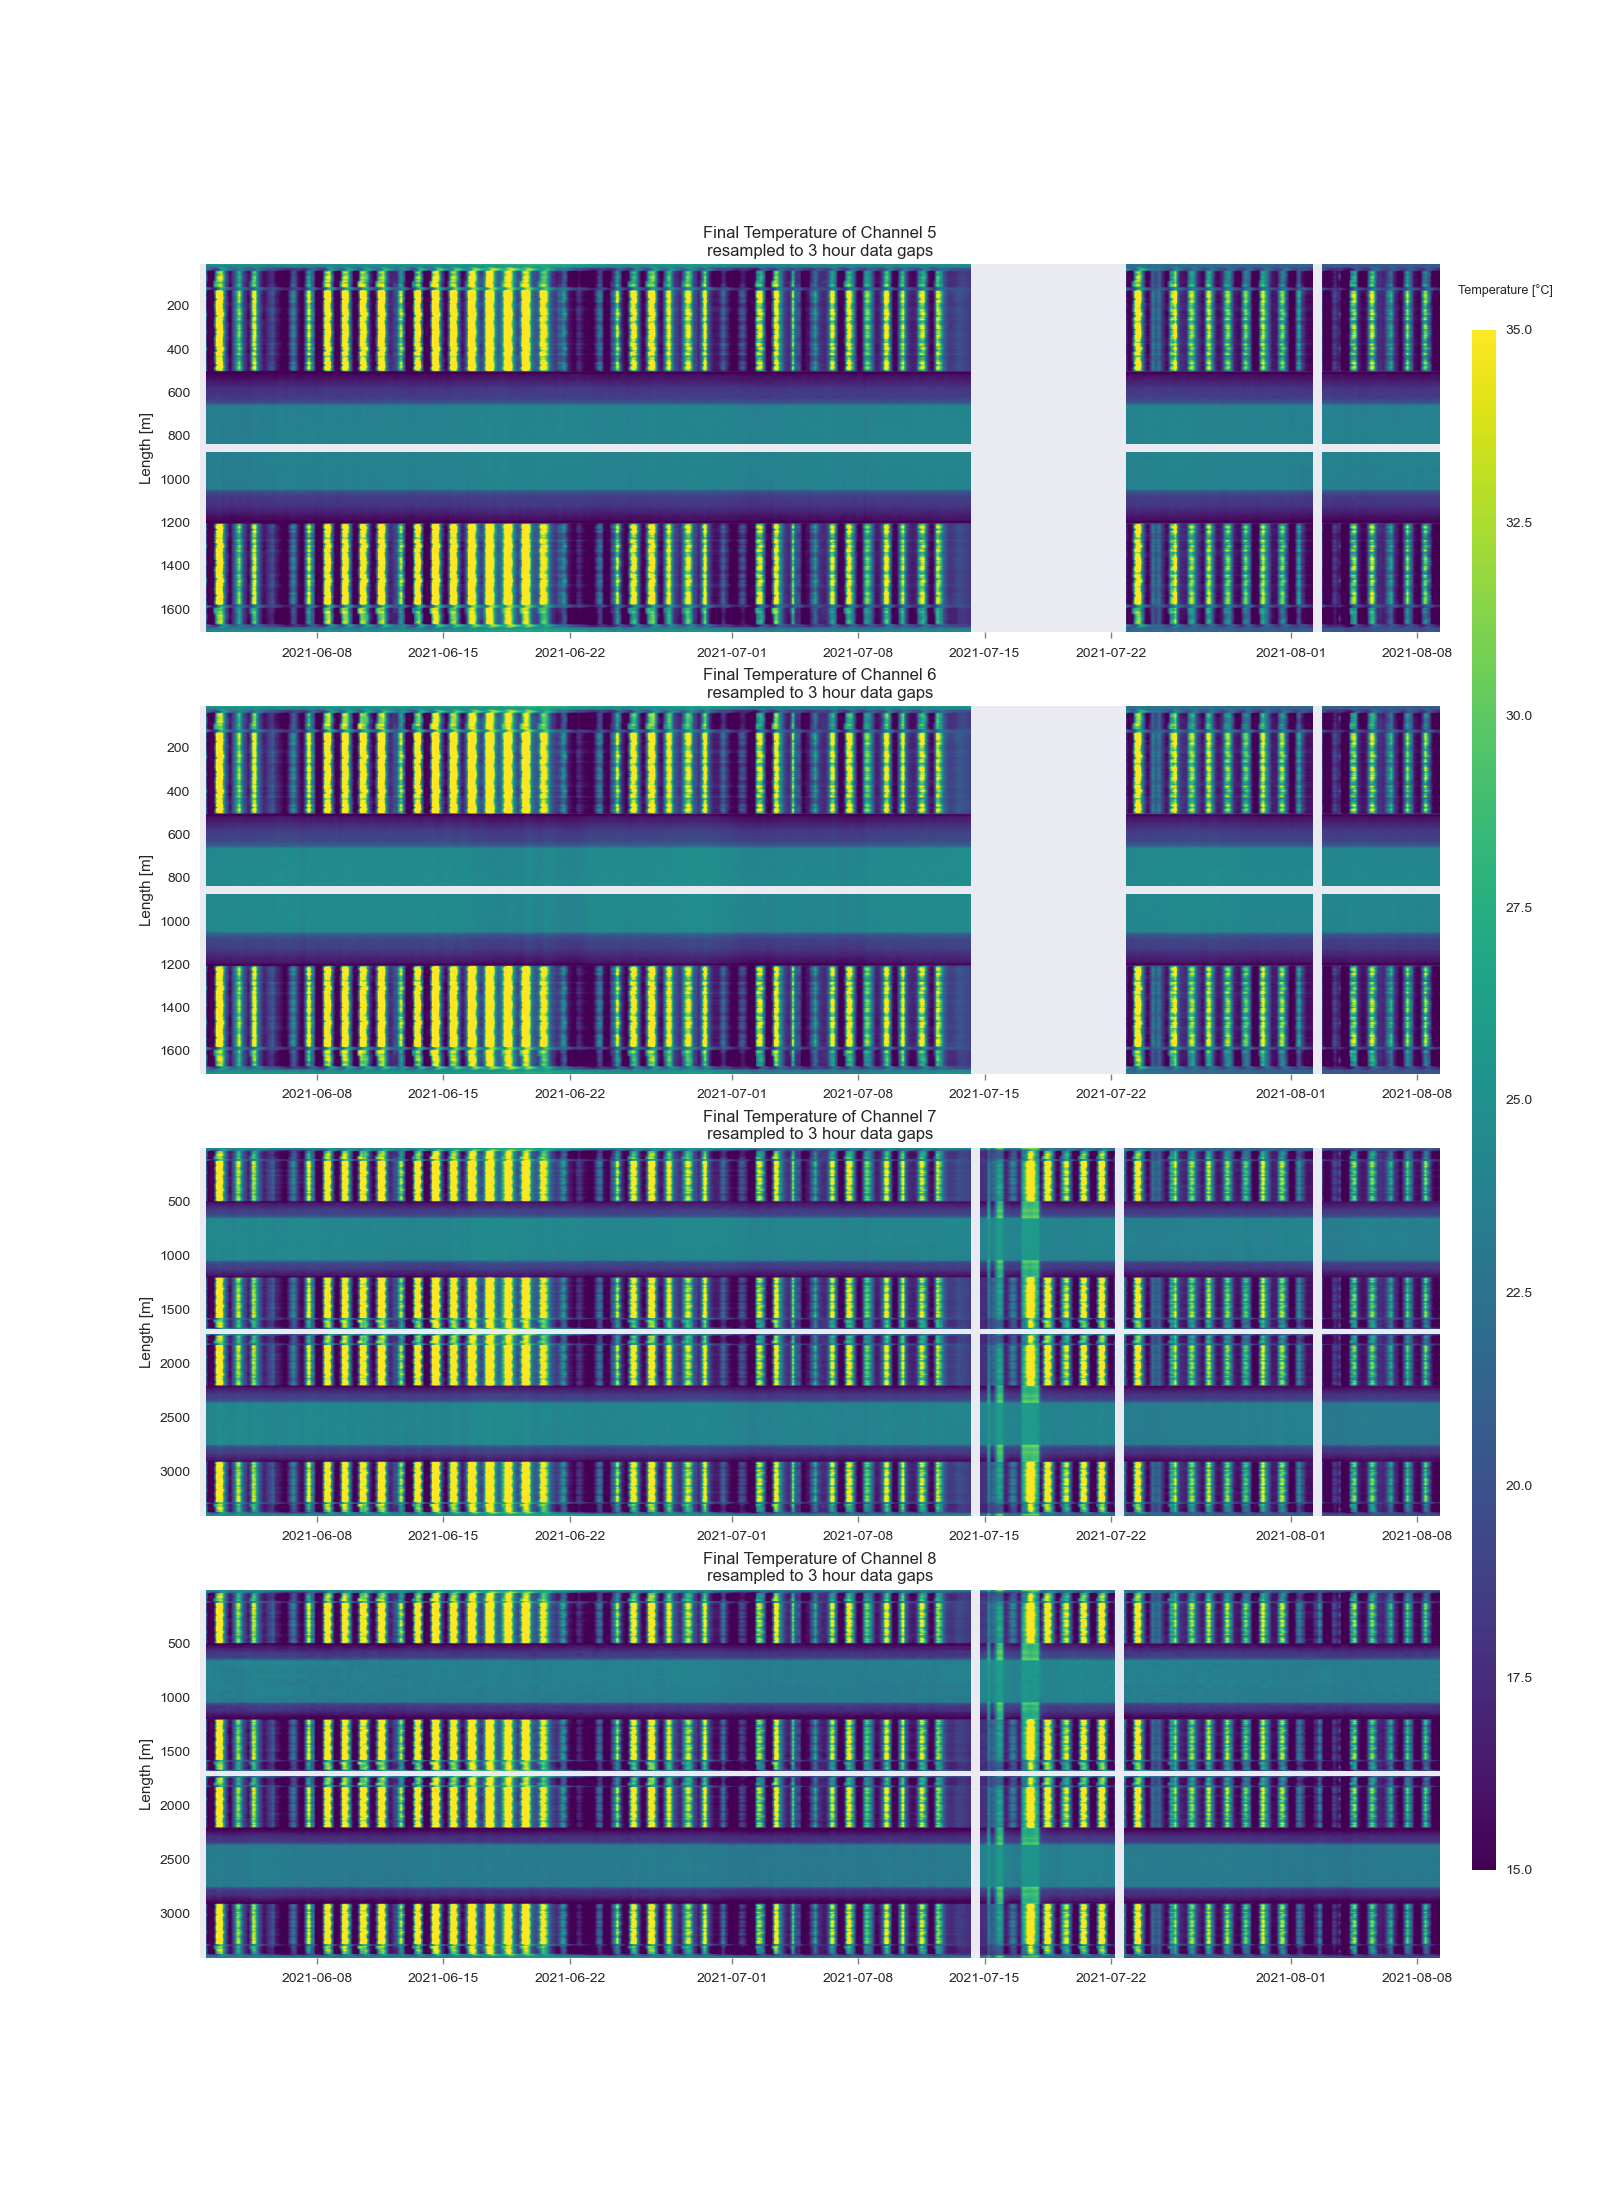 Final Temperature of Channel 5
resampled to 3 hour data gaps
Temperature [°C]
Length [m]
200
400
600
800
1000
1200
1400
1600
2021-06-08 2021-06-15 2021-06-22 2021-07-01 2021-07-08 2021-07-15 2021-07-22 2021-08-01 2021-08-08
Final Temperature of Channel 6
resampled to 3 hour data gaps
Length [m]
200
400
600
800
1000
1200
1400
1600
2021-06-08 2021-06-15 2021-06-22 2021-07-01 2021-07-08 2021-07-15 2021-07-22 2021-08-01 2021-08-08
Final Temperature of Channel 7
resampled to 3 hour data gaps
Length [m]
500
1000
1500
2000
2500
3000
2021-06-08 2021-06-15 2021-06-22 2021-07-01 2021-07-08 2021-07-15 2021-07-22 2021-08-01 2021-08-08
Final Temperature of Channel 8
resampled to 3 hour data gaps
Length [m]
500
1000
1500
2000
2500
3000
2021-06-08 2021-06-15 2021-06-22 2021-07-01 2021-07-08 2021-07-15 2021-07-22 2021-08-01 2021-08-08
35.0
32.5
30.0
27.5
25.0
22.5
20.0
17.5
15.0